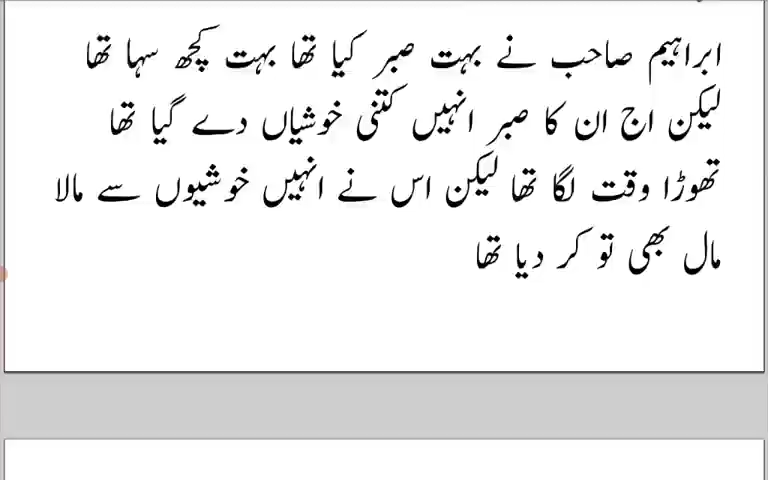 ابراہیم صاحب نے بہت صبر کیا تھا بہت کچھ سہا تھا
لیکن اج ان کا صبر انہیں کتنی خوشیاں دے گیا تھا
تھوڑا وقت لگا تھا لیکن اس نے انہیں خوشیوں سے مالا
مال بھی تو کر دیا تھا